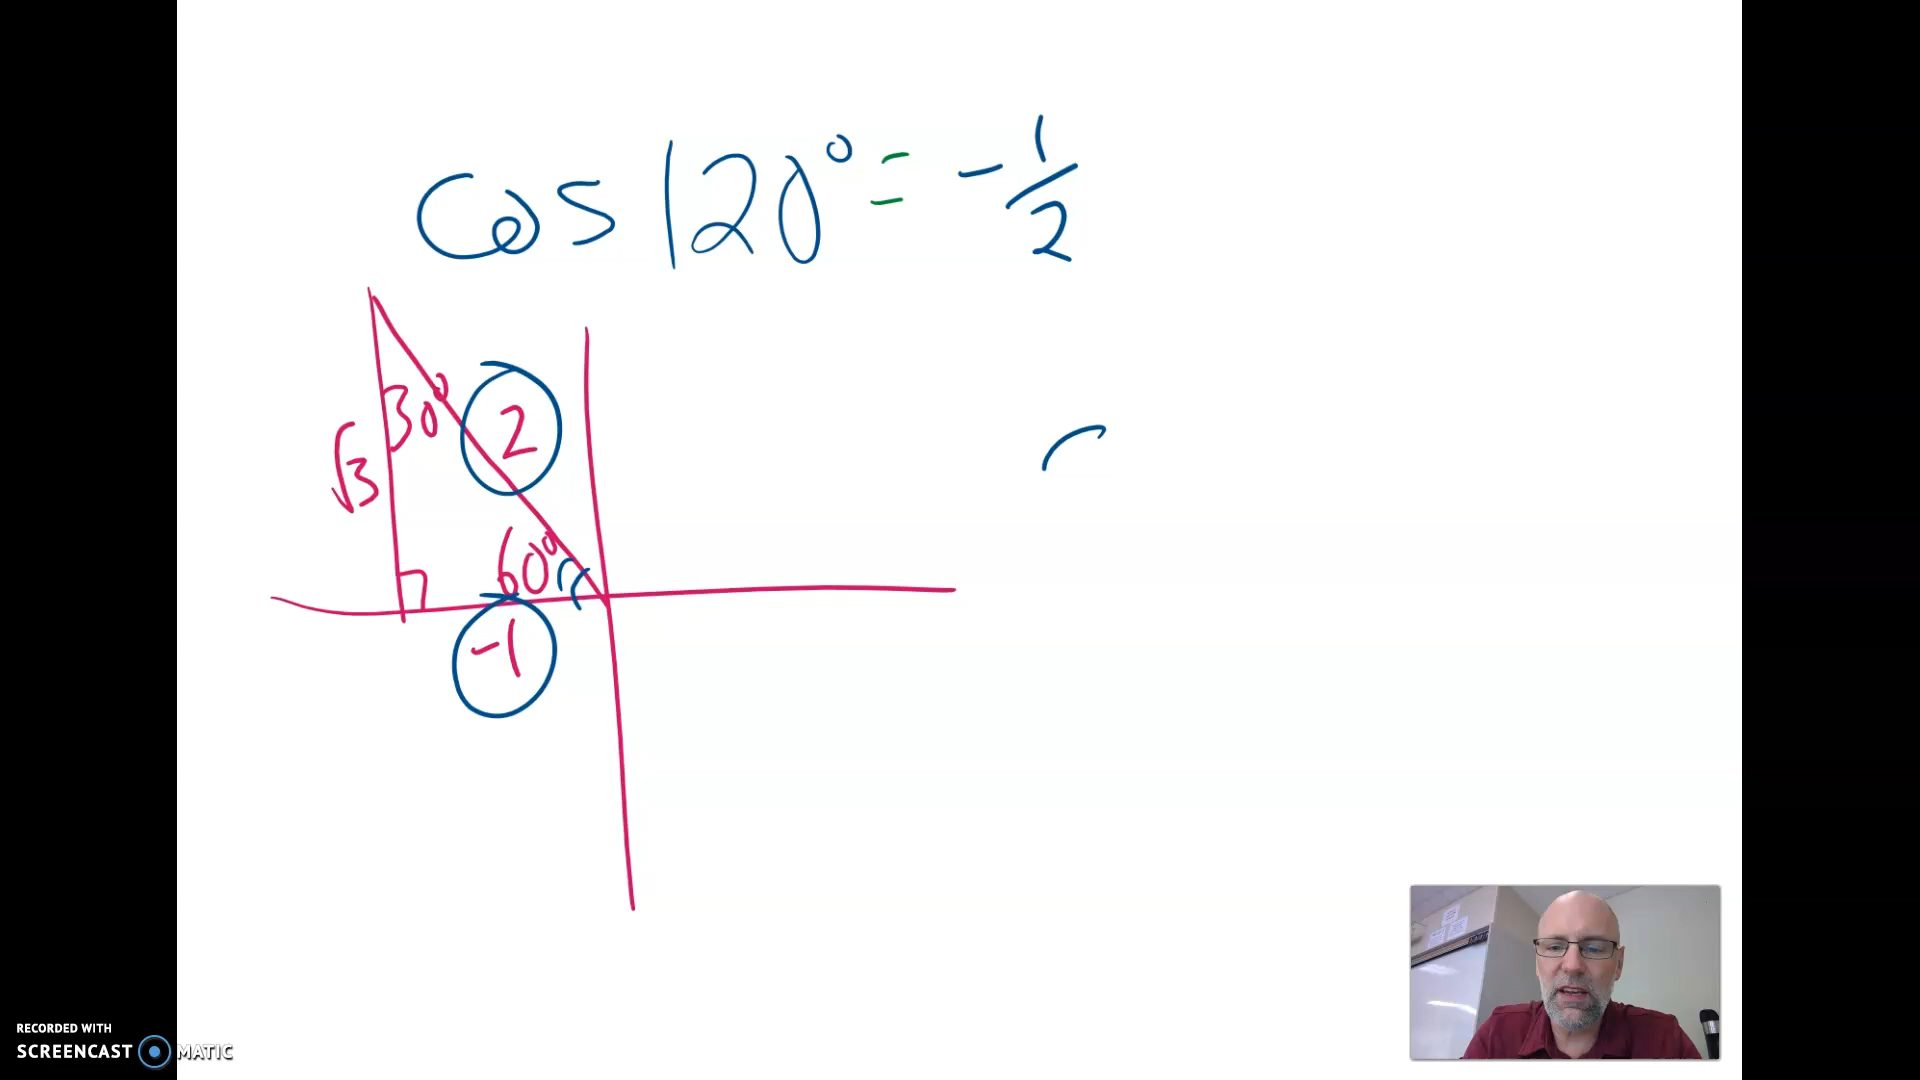 cos 120° = -1/2
30°
2
√3
60°
-1
RECORDED WITH
SCREENCAST MATIC